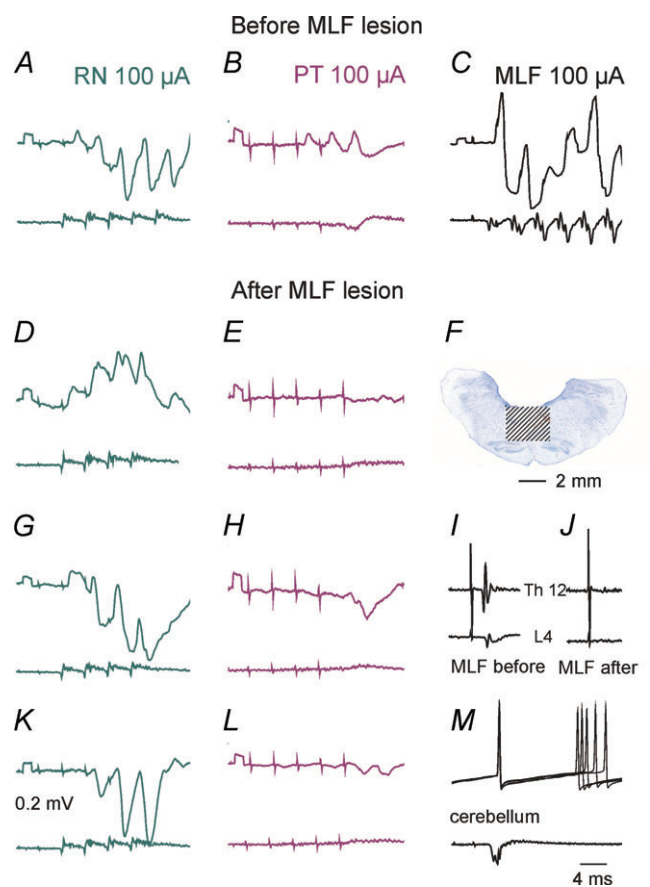 Before MLF lesion
A
RN 100 µA
B
PT 100 µA
C
MLF 100 µA
After MLF lesion
D
E
F
2 mm
G
H
I
J
Th 12
L4
MLF before
MLF after
K
L
M
0.2 mV
cerebellum
4 ms